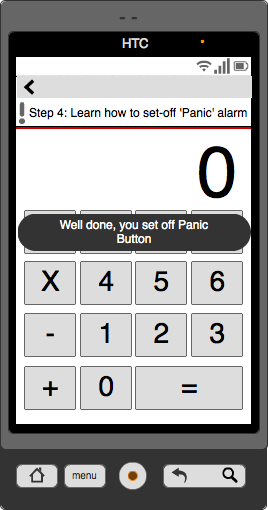 HTC
Step 4: Learn how to set-off 'Panic' alarm
0
Well done, you set off Panic
Button
X 4 5 6
- 1 2 3
+ 0 =
menu